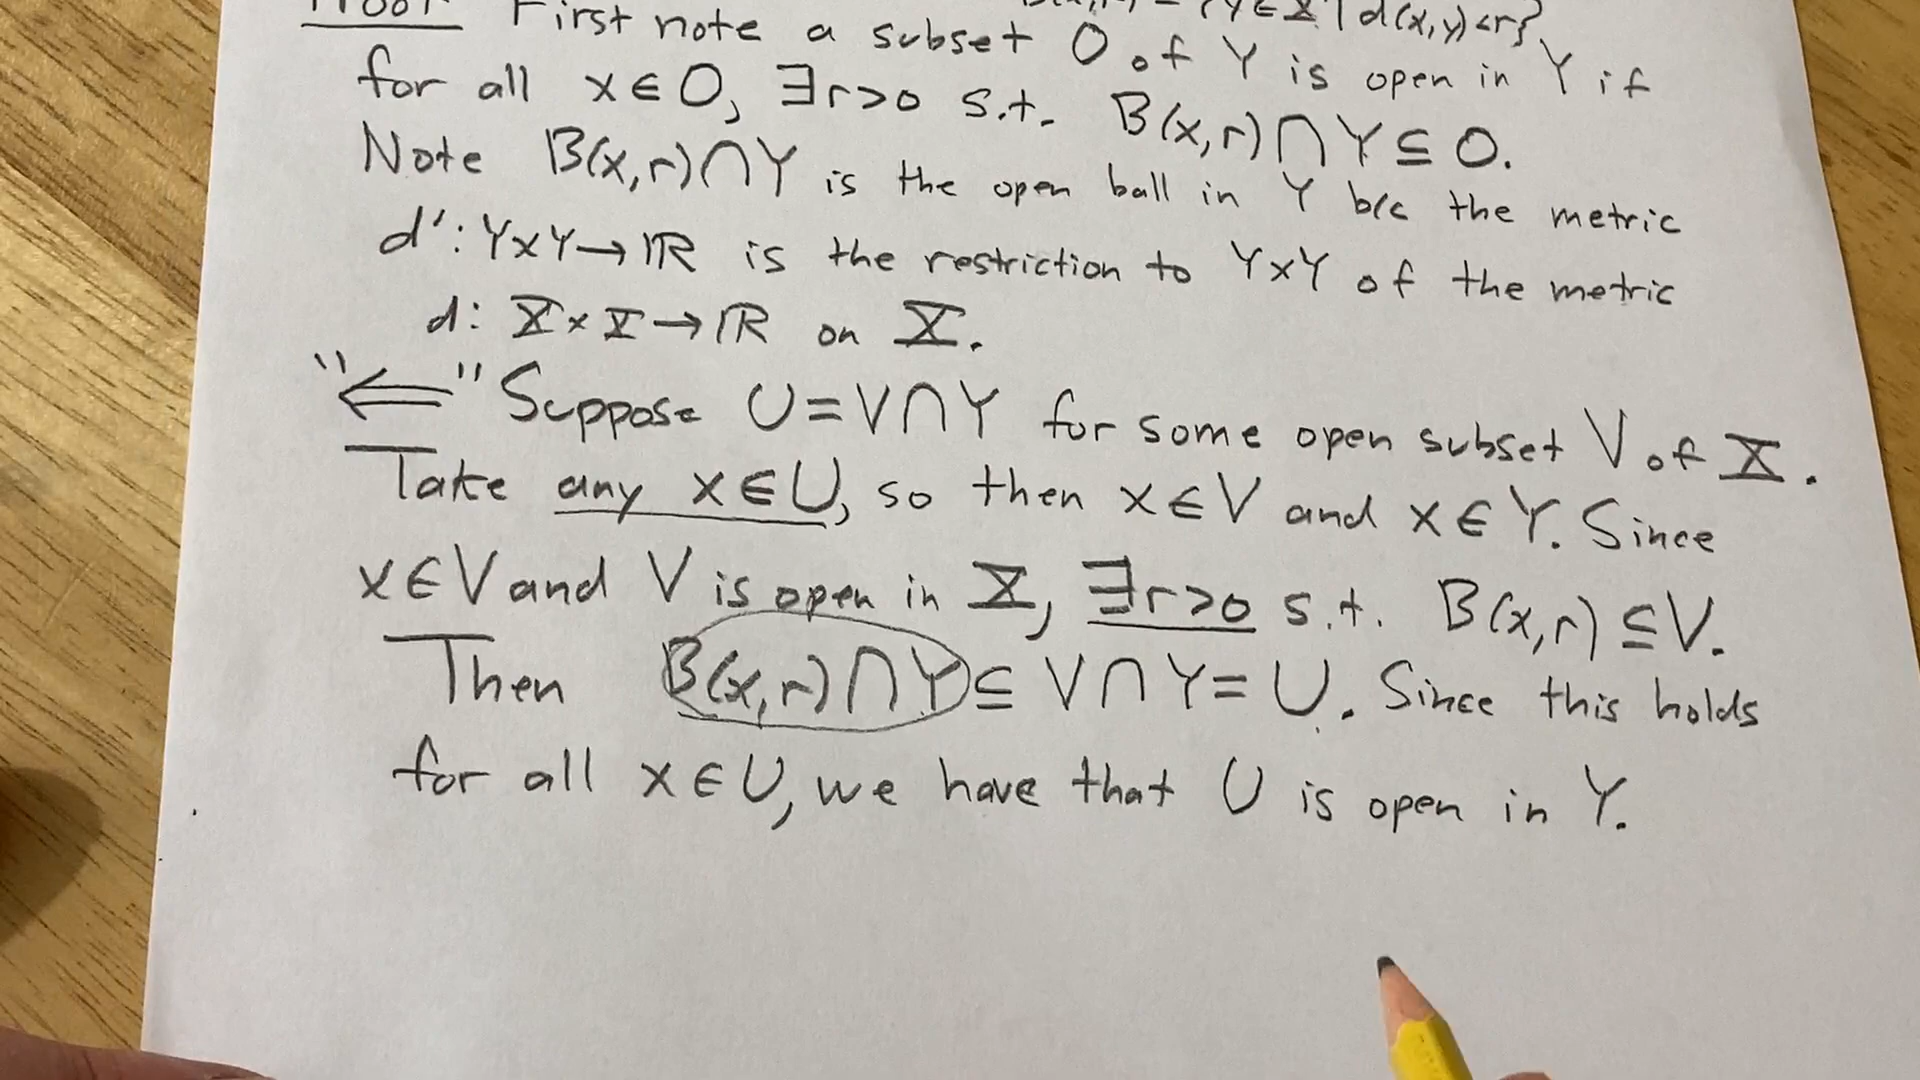 Proof: First note a subset O of Y is open in Y if
B(x,r) = {y ∈ X | d(x,y)<r}
for all x ∈ O, ∃r>0 s.t. B(x,r) ∩ Y ⊆ O.
Note B(x,r) ∩ Y is the open ball in Y b/c the metric
d': Y×Y → ℝ is the restriction to Y×Y of the metric
d: X×X → ℝ on X.
"⟸" Suppose U = V ∩ Y for some open subset V of X.
Take any x ∈ U, so then x ∈ V and x ∈ Y. Since
x ∈ V and V is open in X, ∃r>0 s.t. B(x,r) ⊆ V.
Then B(x,r) ∩ Y ⊆ V ∩ Y = U. Since this holds
for all x ∈ U, we have that U is open in Y.